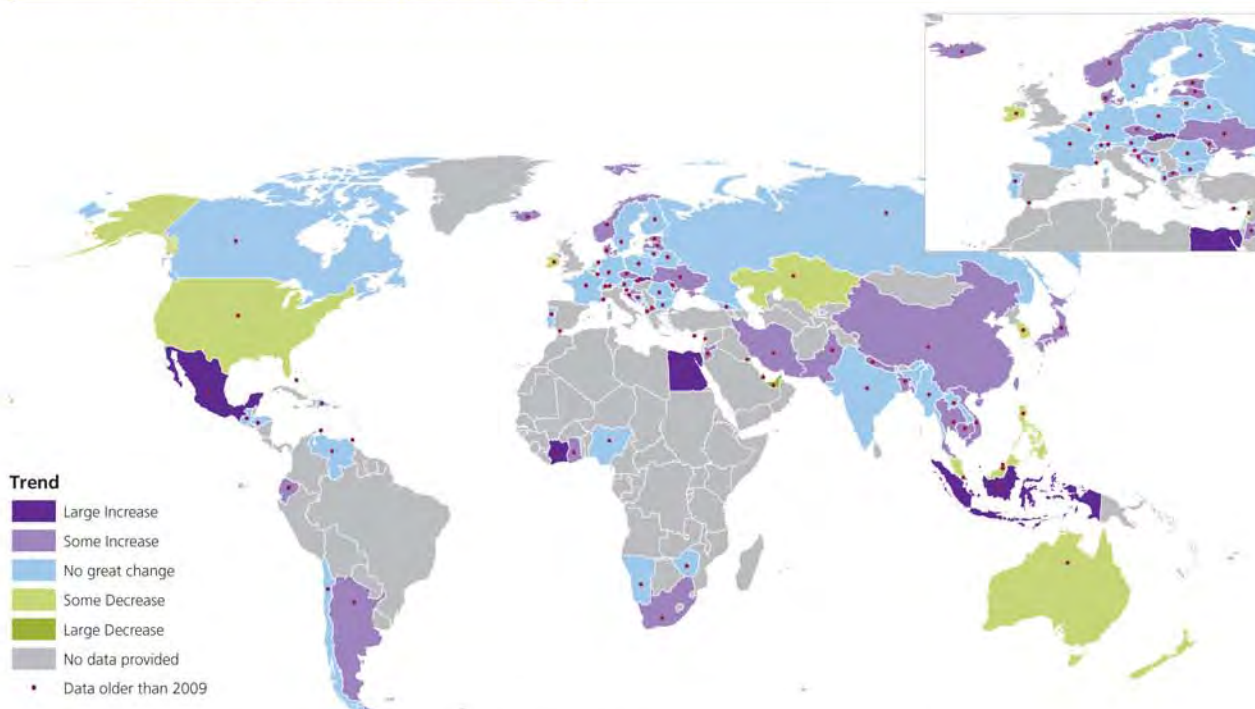 Trend
Large Increase
Some Increase
No great change
Some Decrease
Large Decrease
No data provided
Data older than 2009